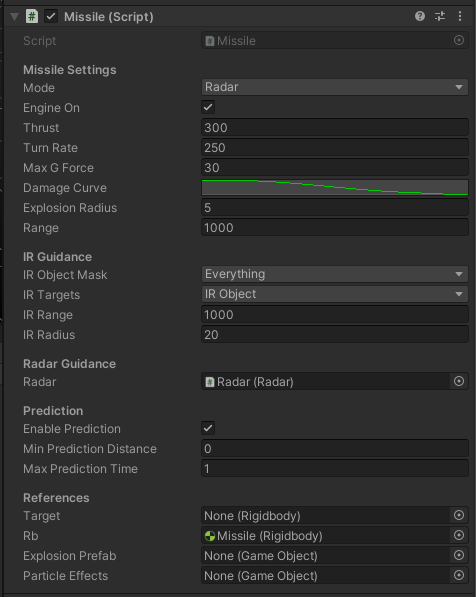 Missile (Script)
Script Missile
Missile Settings
Mode Radar
Engine On
Thrust 300
Turn Rate 250
Max G Force 30
Damage Curve
Explosion Radius 5
Range 1000
IR Guidance
IR Object Mask Everything
IR Targets IR Object
IR Range 1000
IR Radius 20
Radar Guidance
Radar Radar (Radar)
Prediction
Enable Prediction
Min Prediction Distance 0
Max Prediction Time 1
References
Target None (Rigidbody)
Rb Missile (Rigidbody)
Explosion Prefab None (Game Object)
Particle Effects None (Game Object)